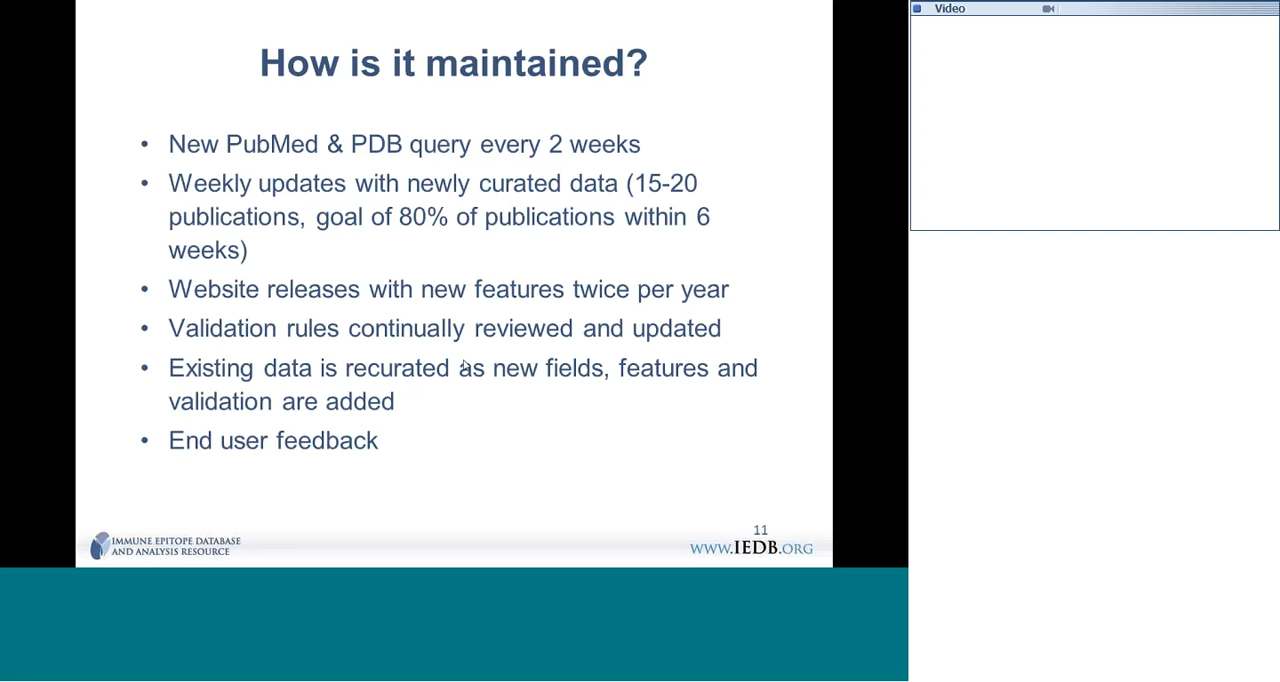 Video
How is it maintained?
• New PubMed & PDB query every 2 weeks
• Weekly updates with newly curated data (15-20
publications, goal of 80% of publications within 6
weeks)
• Website releases with new features twice per year
• Validation rules continually reviewed and updated
• Existing data is recurated as new fields, features and
validation are added
• End user feedback
11
IMMUNE EPITOPE DATABASE
AND ANALYSIS RESOURCE
WWW.IEDB.ORG